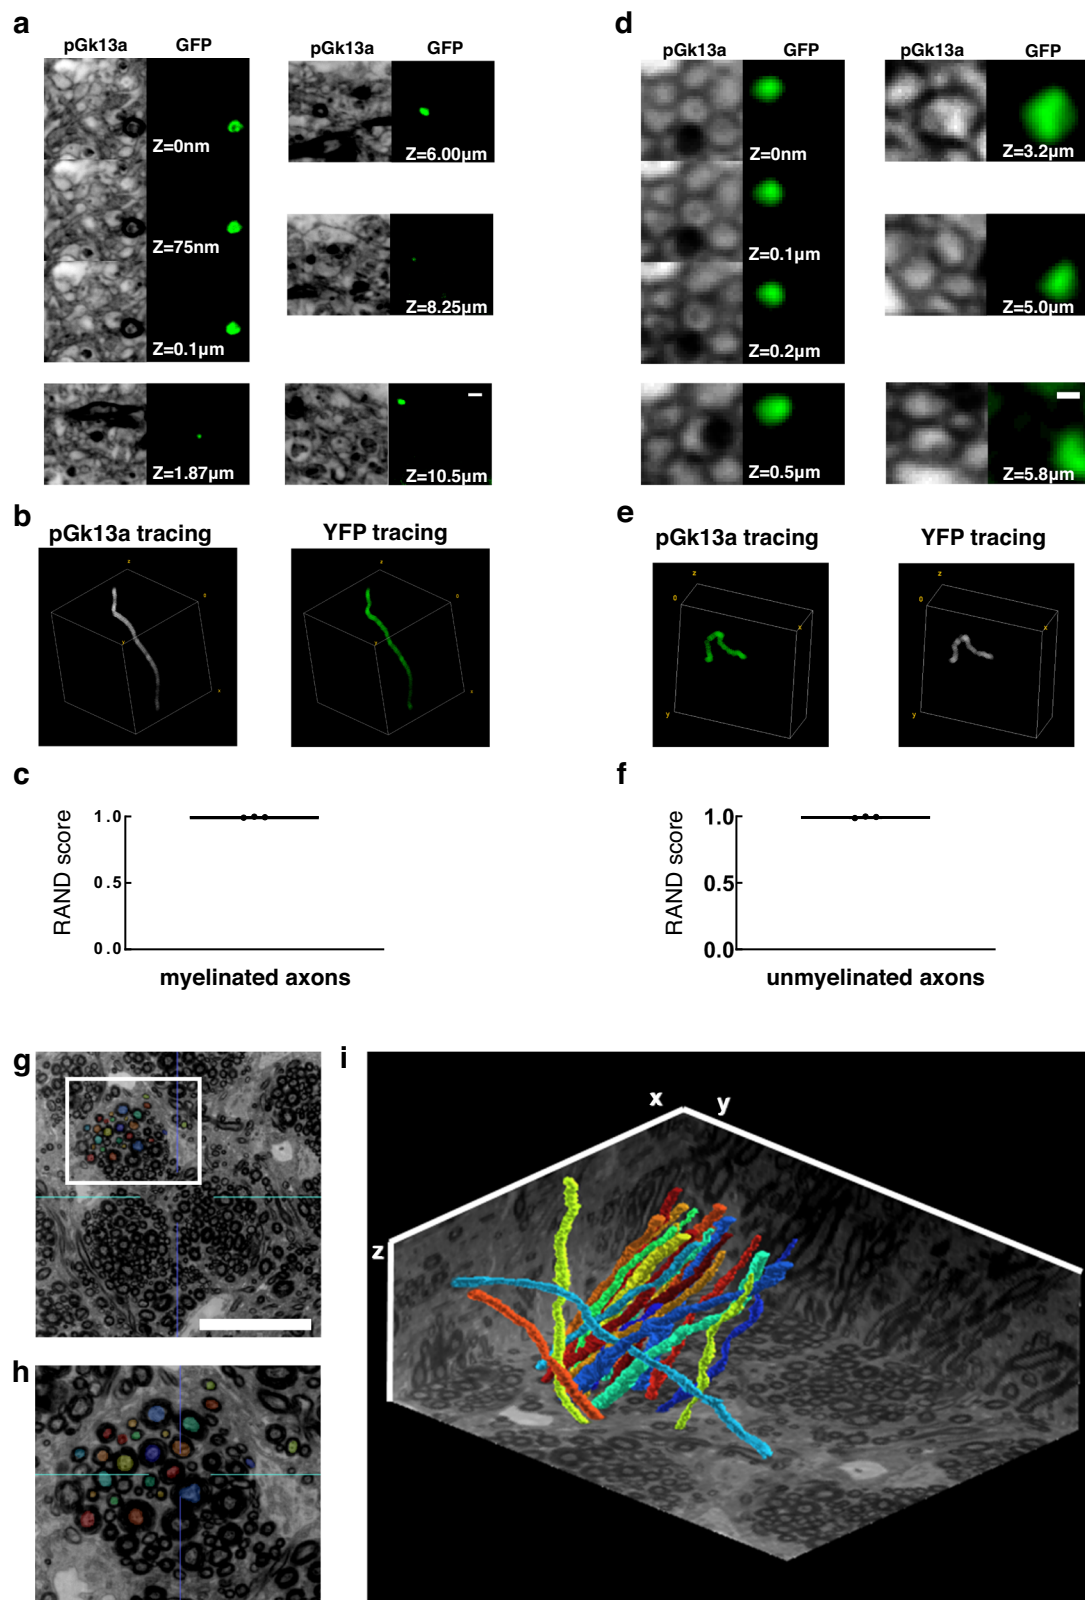 a
pGk13a GFP
pGk13a GFP
Z=0nm
Z=75nm
Z=0.1µm
Z=1.87µm
Z=6.00µm
Z=8.25µm
Z=10.5µm
d
pGk13a GFP
pGk13a GFP
Z=0nm
Z=0.1µm
Z=0.2µm
Z=0.5µm
Z=3.2µm
Z=5.0µm
Z=5.8µm
b
pGk13a tracing
YFP tracing
e
pGk13a tracing
z
0
x
y
YFP tracing
z
0
x
y
c
RAND score
1.0
0.5
0.0
myelinated axons
f
RAND score
1.0
0.5
0.0
unmyelinated axons
g
h
i
x
y
z